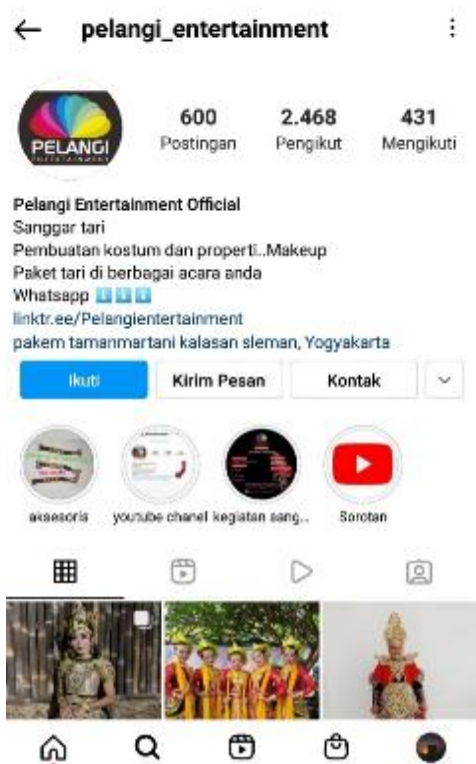 pelangi_entertainment
PELANGI
ENTERTAINMENT
600
Postingan
2.468
Pengikut
431
Mengikuti
Pelangi Entertainment Official
Sanggar tari
Pembuatan kostum dan properti..Makeup
Paket tari di berbagai acara anda
Whatsapp
linktr.ee/Pelangientertainment
pakem tamanmartani kalasan sleman, Yogyakarta
Ikuti
Kirim Pesan
Kontak
aksesoris
youtube chanel
kegiatan sang...
Sorotan